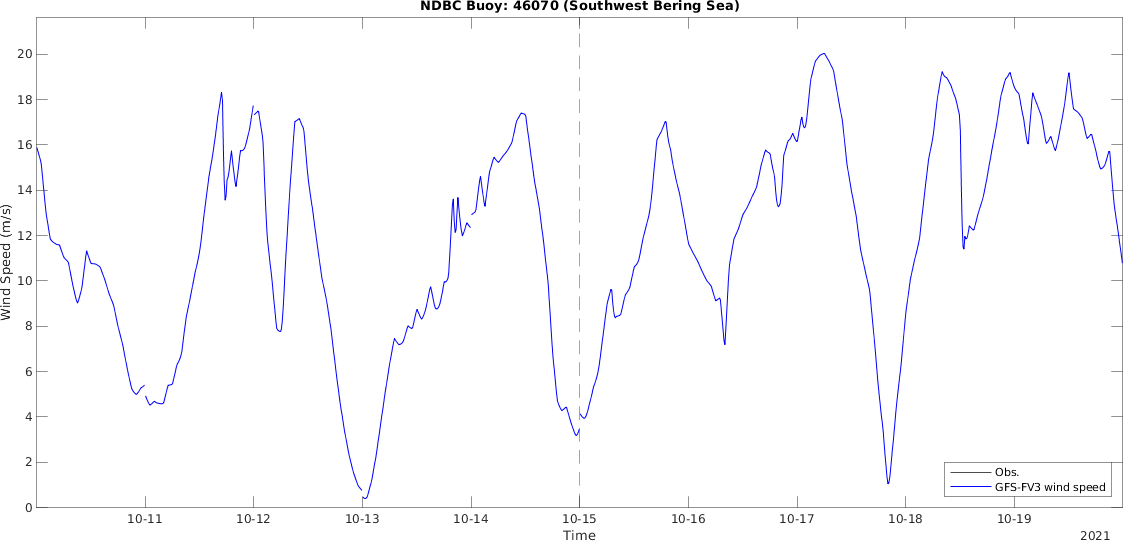 NDBC Buoy: 46070 (Southwest Bering Sea)
Wind Speed (m/s)
20
18
16
14
12
10
8
6
4
2
0
10-11 10-12 10-13 10-14 10-15 10-16 10-17 10-18 10-19
Time
2021
Obs.
GFS-FV3 wind speed